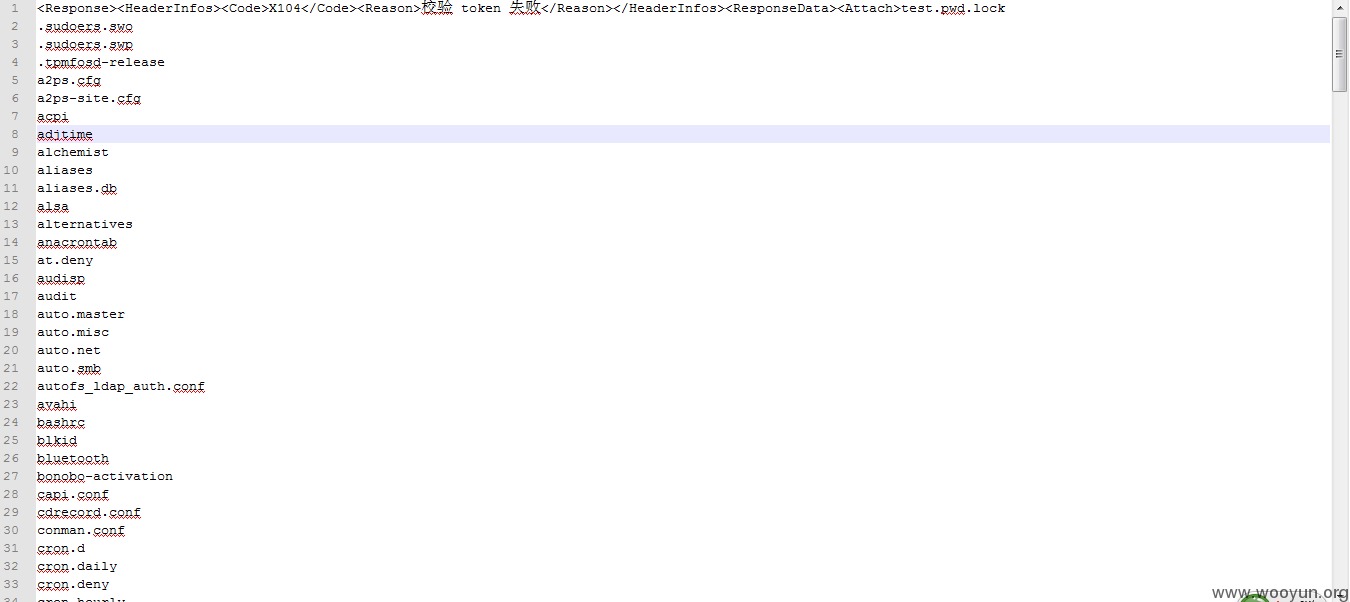 1 <Response><HeaderInfos><Code>X104</Code><Reason>校验 token 失败</Reason></HeaderInfos><ResponseData><Attach>test.pwd.lock
2 .sudoers.swo
3 .sudoers.swp
4 .tpmfosd-release
5 a2ps.cfg
6 a2ps-site.cfg
7 acpi
8 adjtime
9 alchemist
10 aliases
11 aliases.db
12 alsa
13 alternatives
14 anacrontab
15 at.deny
16 audisp
17 audit
18 auto.master
19 auto.misc
20 auto.net
21 auto.smb
22 autofs_ldap_auth.conf
23 avahi
24 bashrc
25 blkid
26 bluetooth
27 bonobo-activation
28 capi.conf
29 cdrecord.conf
30 conman.conf
31 cron.d
32 cron.daily
33 cron.deny
34 cron.hourly
www.wooyun.org